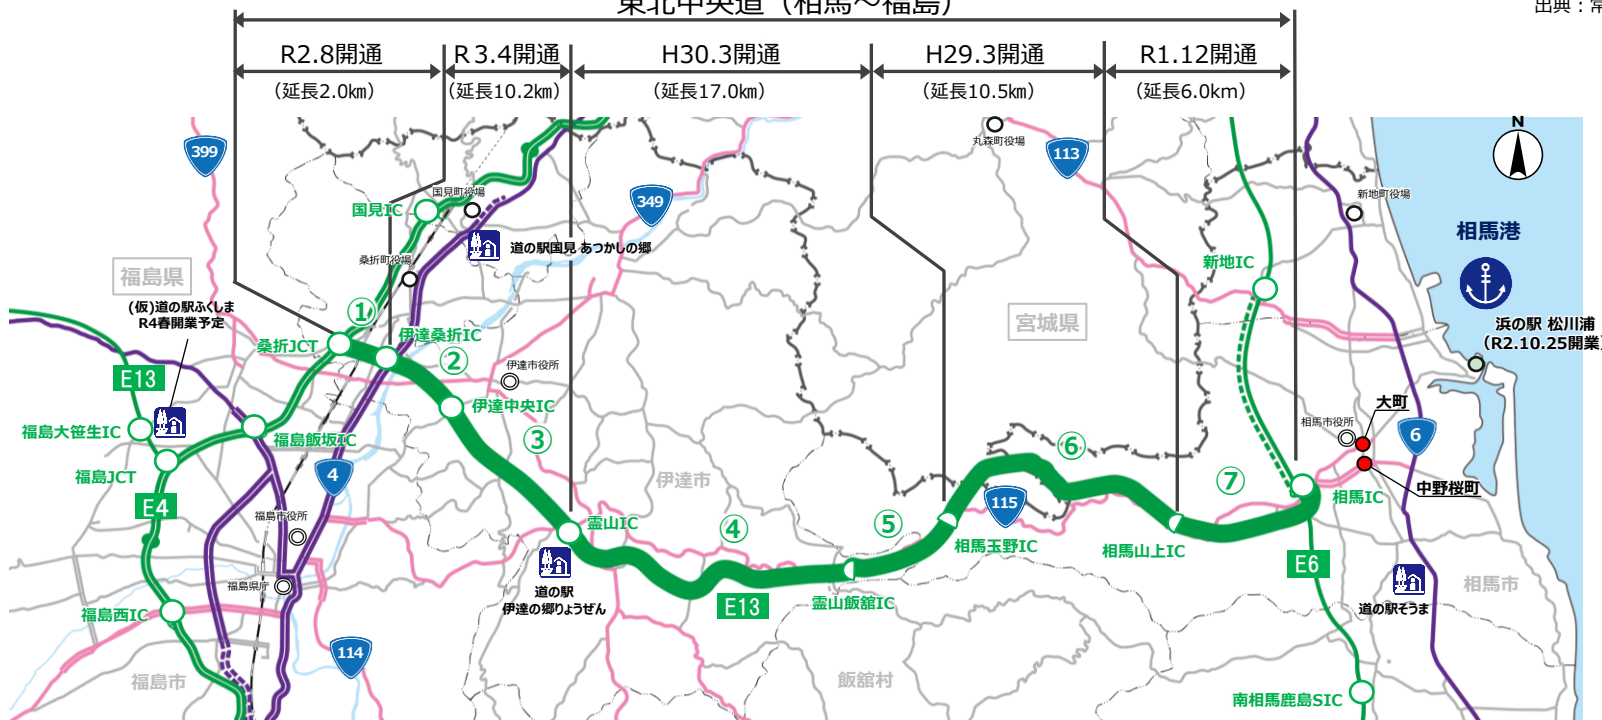 東北中央道（相馬～福島）
出典：常
R2.8開通
R3.4開通
H30.3開通
H29.3開通
R1.12開通
（延長2.0㎞）
（延長10.2㎞）
（延長17.0㎞）
（延長10.5㎞）
（延長6.0km）
N
399
丸森町役場
113
国見町役場
国見IC
349
新地町役場
相馬港
道の駅国見 あつかしの郷
桑折町役場
福島県
新地IC
(仮)道の駅ふくしま
R4春開業予定
①
宮城県
浜の駅 松川浦
(R2.10.25開業)
桑折JCT
伊達桑折IC
②
伊達市役所
E13
伊達中央IC
大町
相馬市役所
6
福島大笹生IC
福島飯坂IC
③
⑥
福島JCT
4
伊達市
⑦
中野桜町
相馬IC
E4
115
福島市役所
霊山IC
④
⑤
相馬玉野IC
相馬山上IC
E6
福島県庁
道の駅
伊達の郷りょうぜん
E13
霊山飯舘IC
相馬市
道の駅そうま
福島西IC
114
福島市
飯舘村
南相馬鹿島SIC